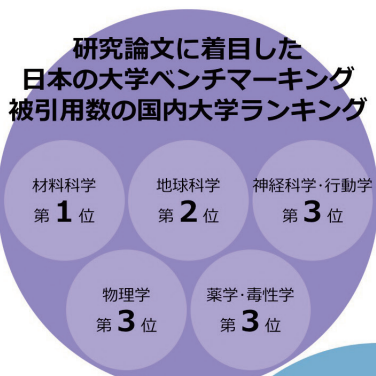 研究論文に着目した
日本の大学ベンチマーキング
被引用数の国内大学ランキング
材料科学
第1位
地球科学
第2位
神経科学・行動学
第3位
物理学
第3位
薬学・毒性学
第3位